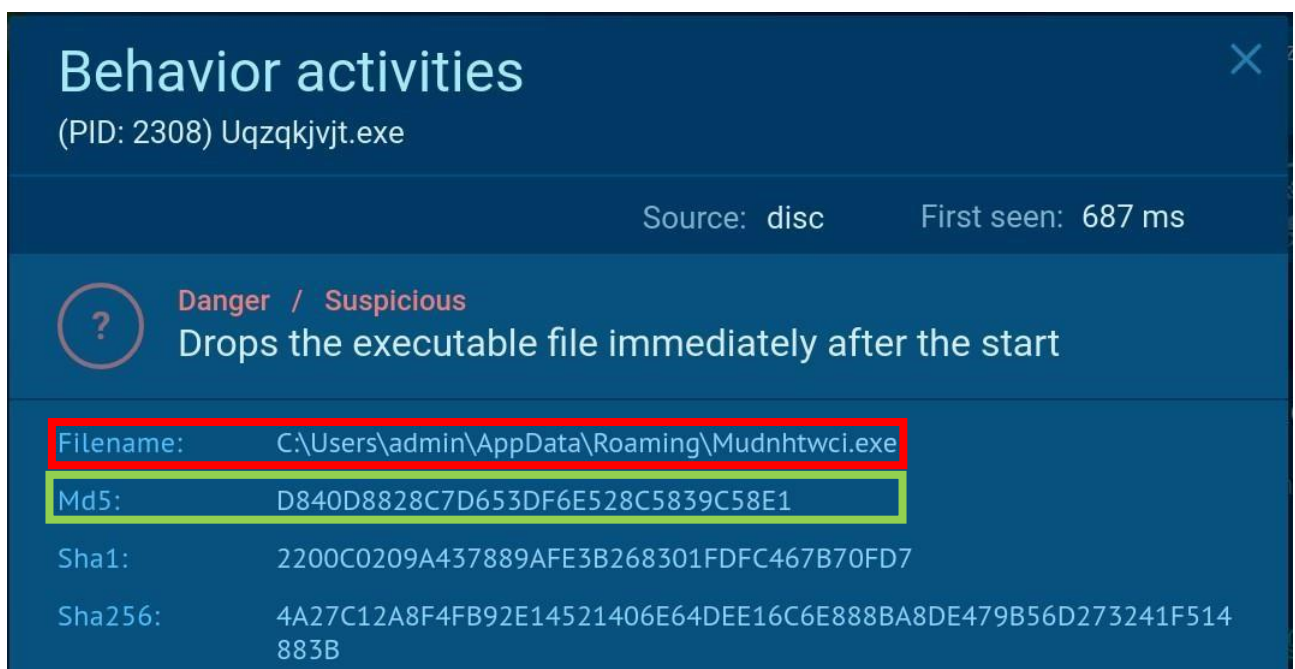 Behavior activities
(PID: 2308) Uqzqkjvjt.exe
Source: disc First seen: 687 ms
?
Danger / Suspicious
Drops the executable file immediately after the start
Filename: C:\Users\admin\AppData\Roaming\Mudnhtwci.exe
Md5: D840D8828C7D653DF6E528C5839C58E1
Sha1: 2200C0209A437889AFE3B268301FDFC467B70FD7
Sha256: 4A27C12A8F4FB92E14521406E64DEE16C6E888BA8DE479B56D273241F514
883B